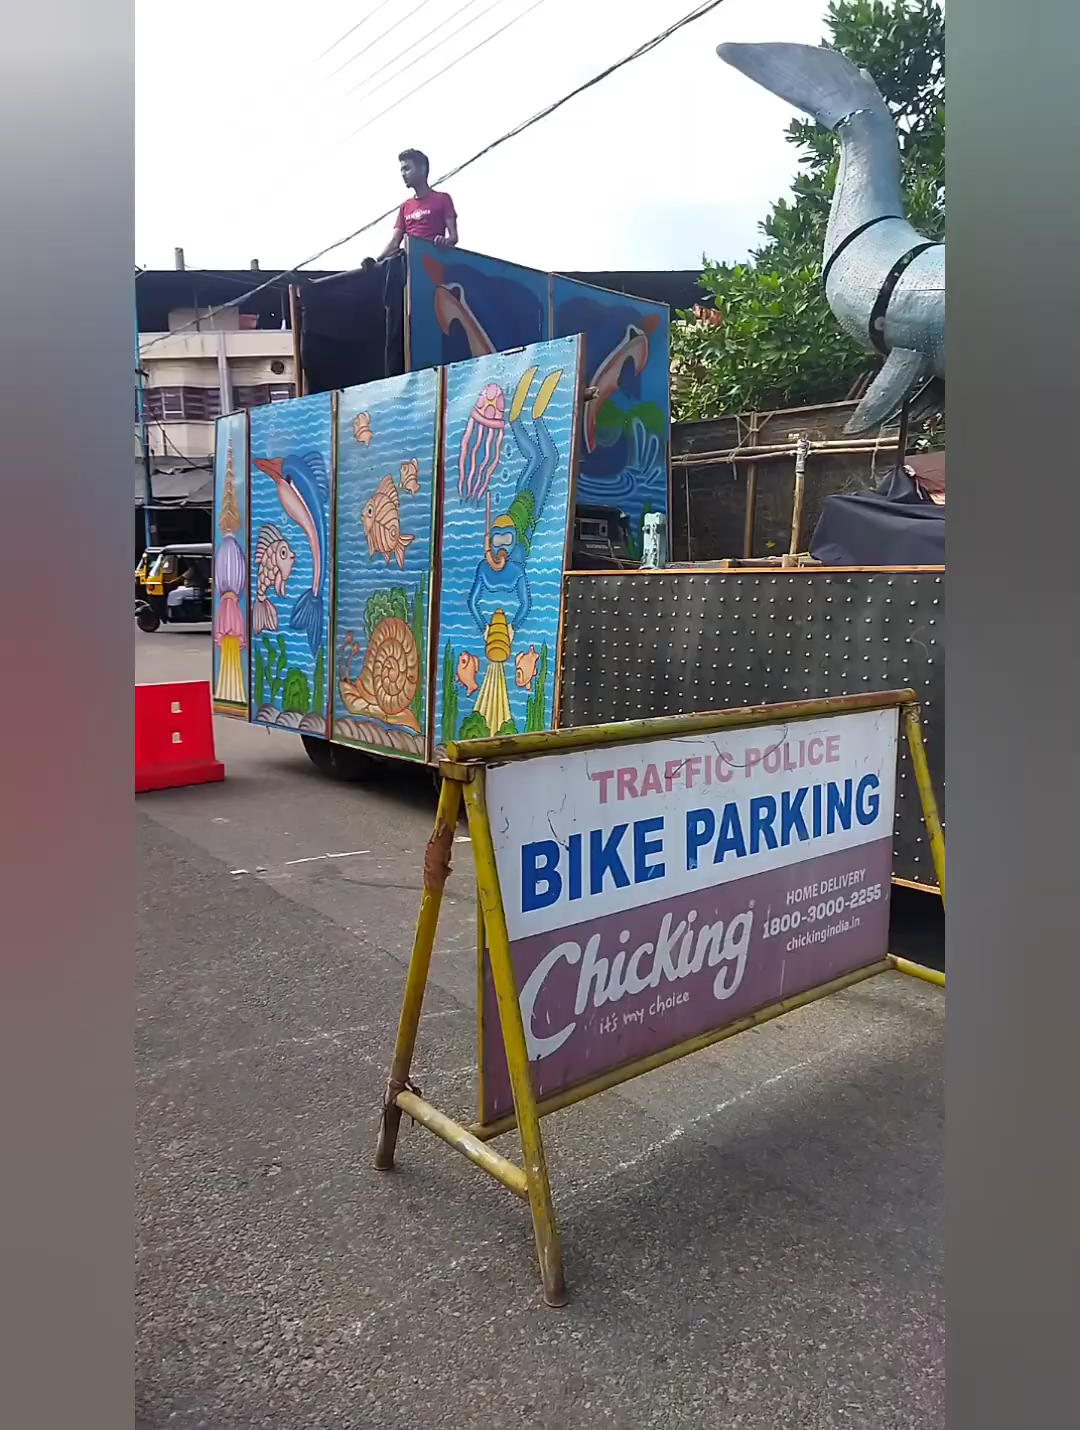 TRAFFIC POLICE
BIKE PARKING
Chicking
it's my choice
HOME DELIVERY
1800-3000-2255
chickingindia.in